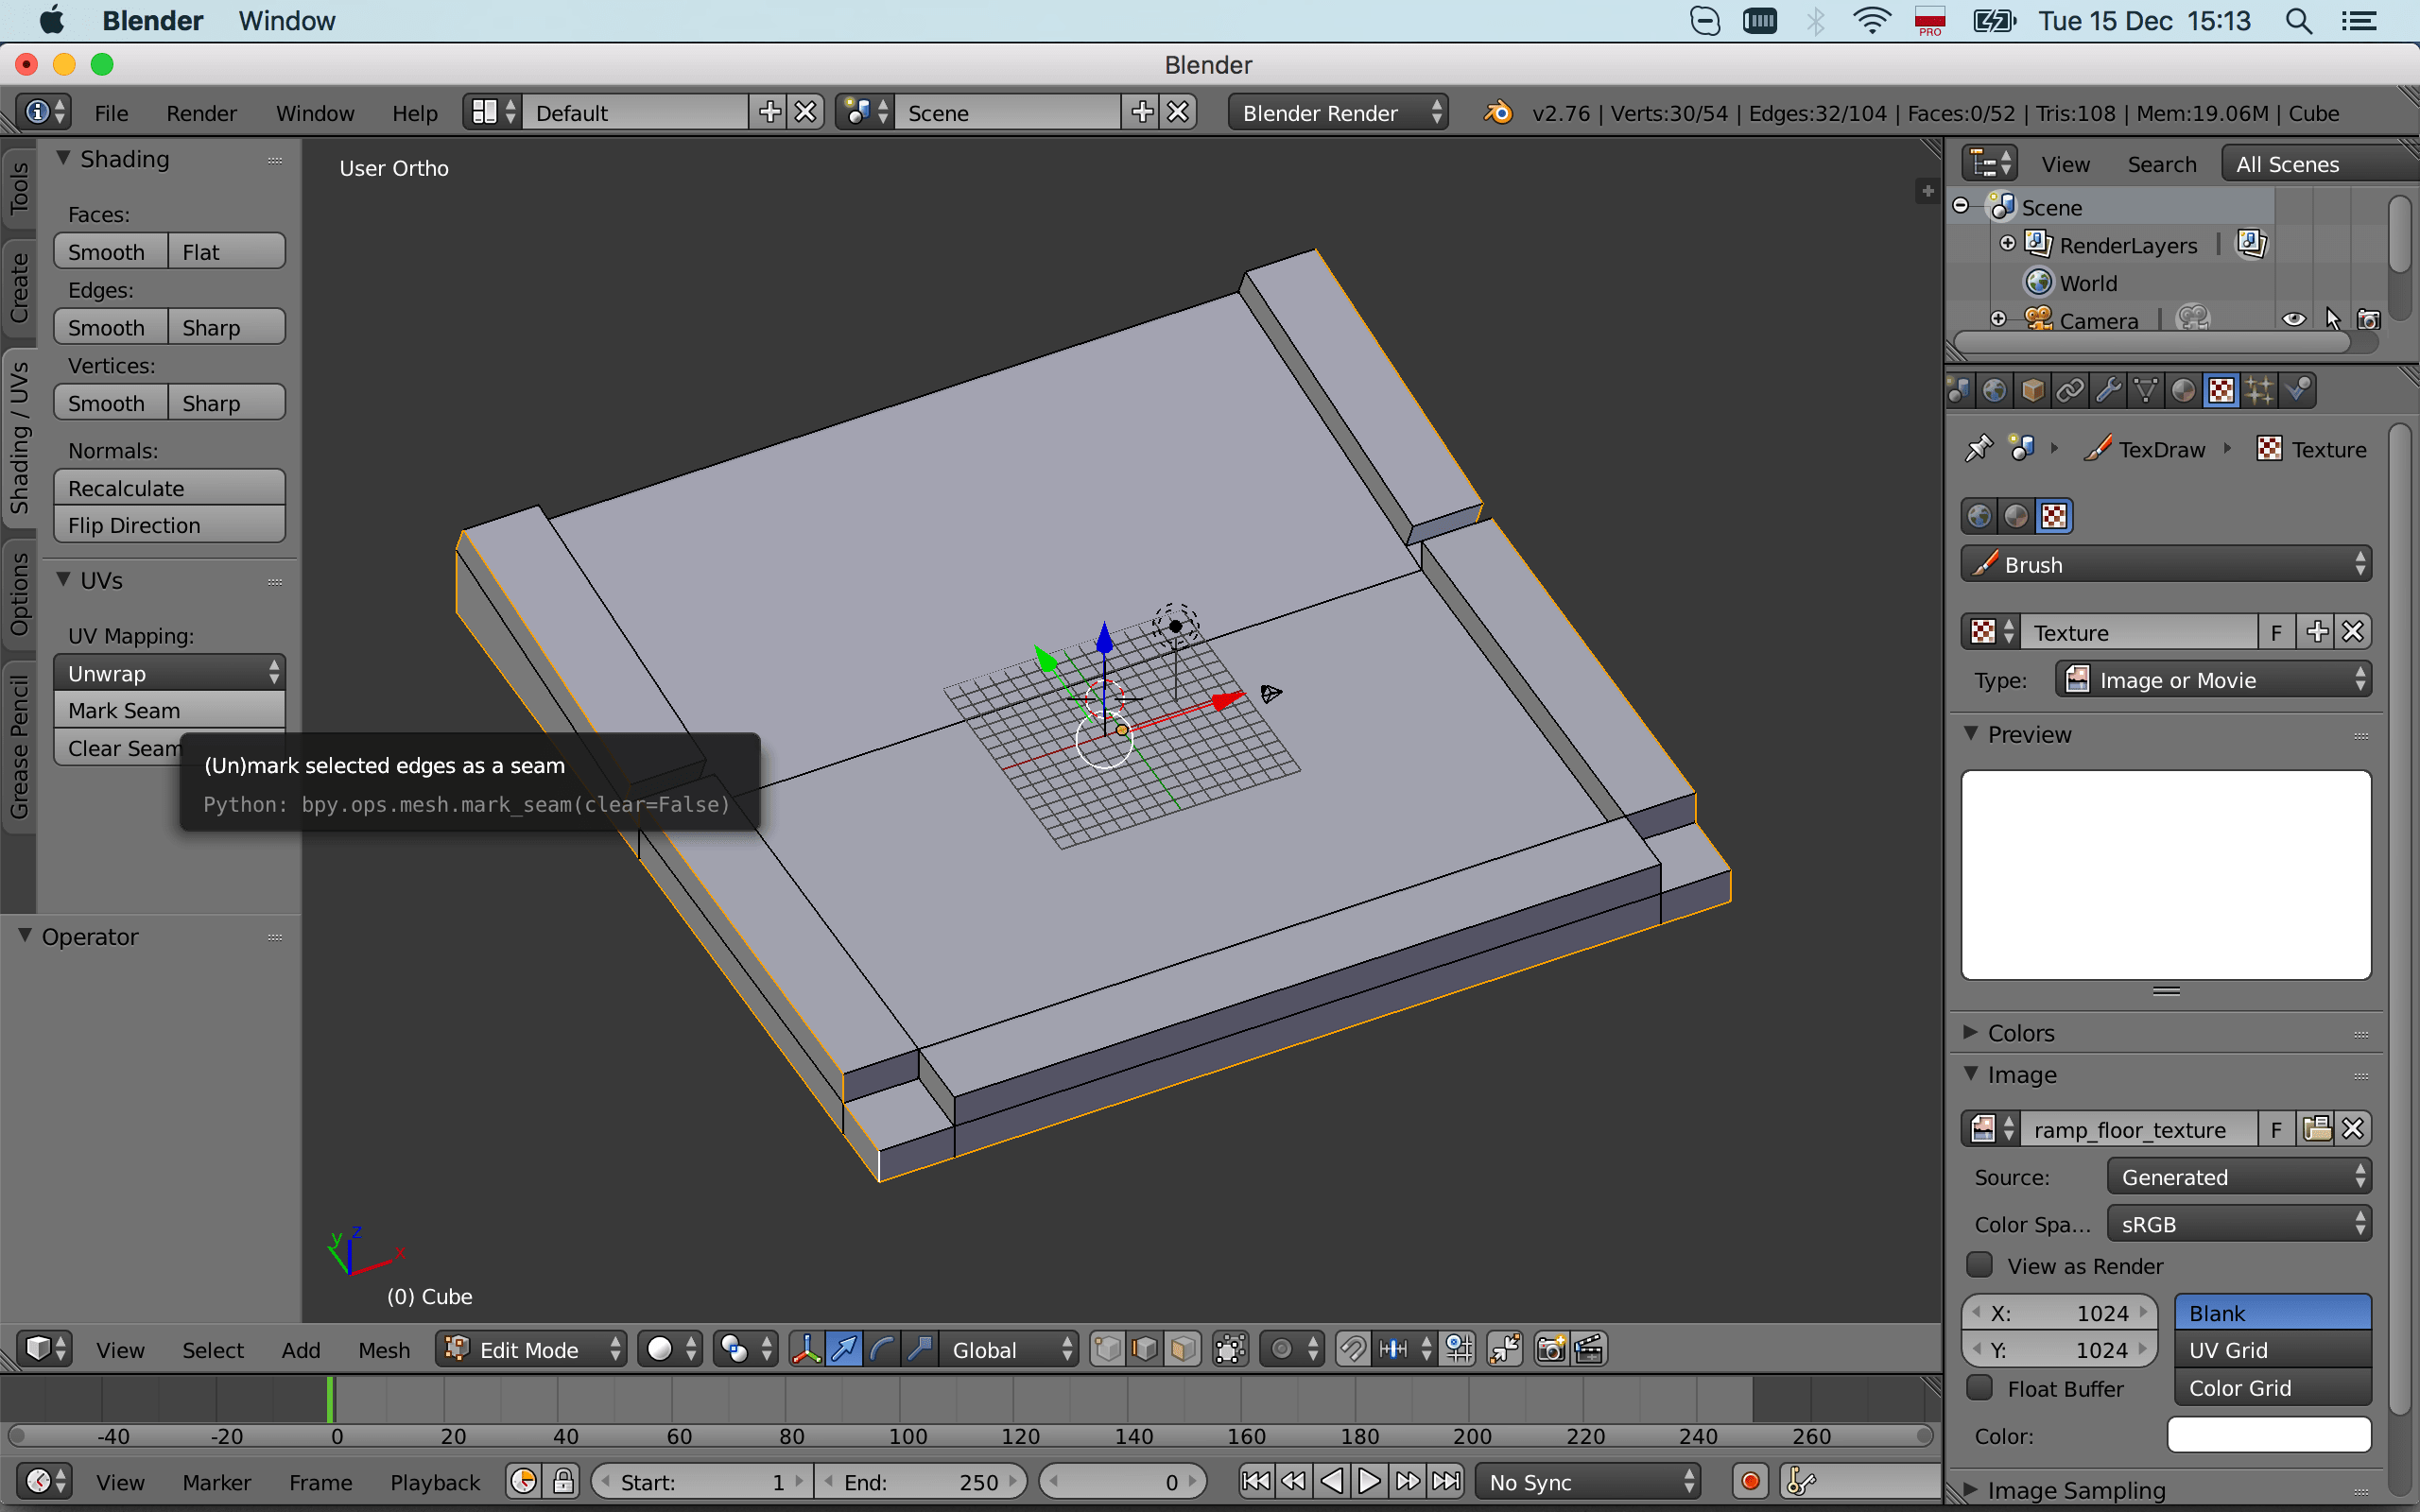 Blender Window PRO Tue 15 Dec 15:13
Blender
File Render Window Help Default Scene Blender Render v2.76 | Verts:30/54 | Edges:32/104 | Faces:0/52 | Tris:108 | Mem:19.06M | Cube
Tools
Create
Shading / UVs
Options
Grease Pencil
Shading
Faces:
Smooth Flat
Edges:
Smooth Sharp
Vertices:
Smooth Sharp
Normals:
Recalculate
Flip Direction
UVs
UV Mapping:
Unwrap
Mark Seam
Clear Seam
(Un)mark selected edges as a seam
Python: bpy.ops.mesh.mark_seam(clear=False)
Operator
User Ortho
y z x
(0) Cube
View Select Add Mesh Edit Mode Global
-40 -20 0 20 40 60 80 100 120 140 160 180 200 220 240 260
View Marker Frame Playback Start: 1 End: 250 0 No Sync
View Search All Scenes
Scene
RenderLayers |
World
Camera |
TexDraw Texture
Brush
Texture F
Type: Image or Movie
Preview
Colors
Image
ramp_floor_texture F
Source: Generated
Color Spa... sRGB
View as Render
X: 1024 Blank
Y: 1024 UV Grid
Float Buffer Color Grid
Color:
Image Sampling